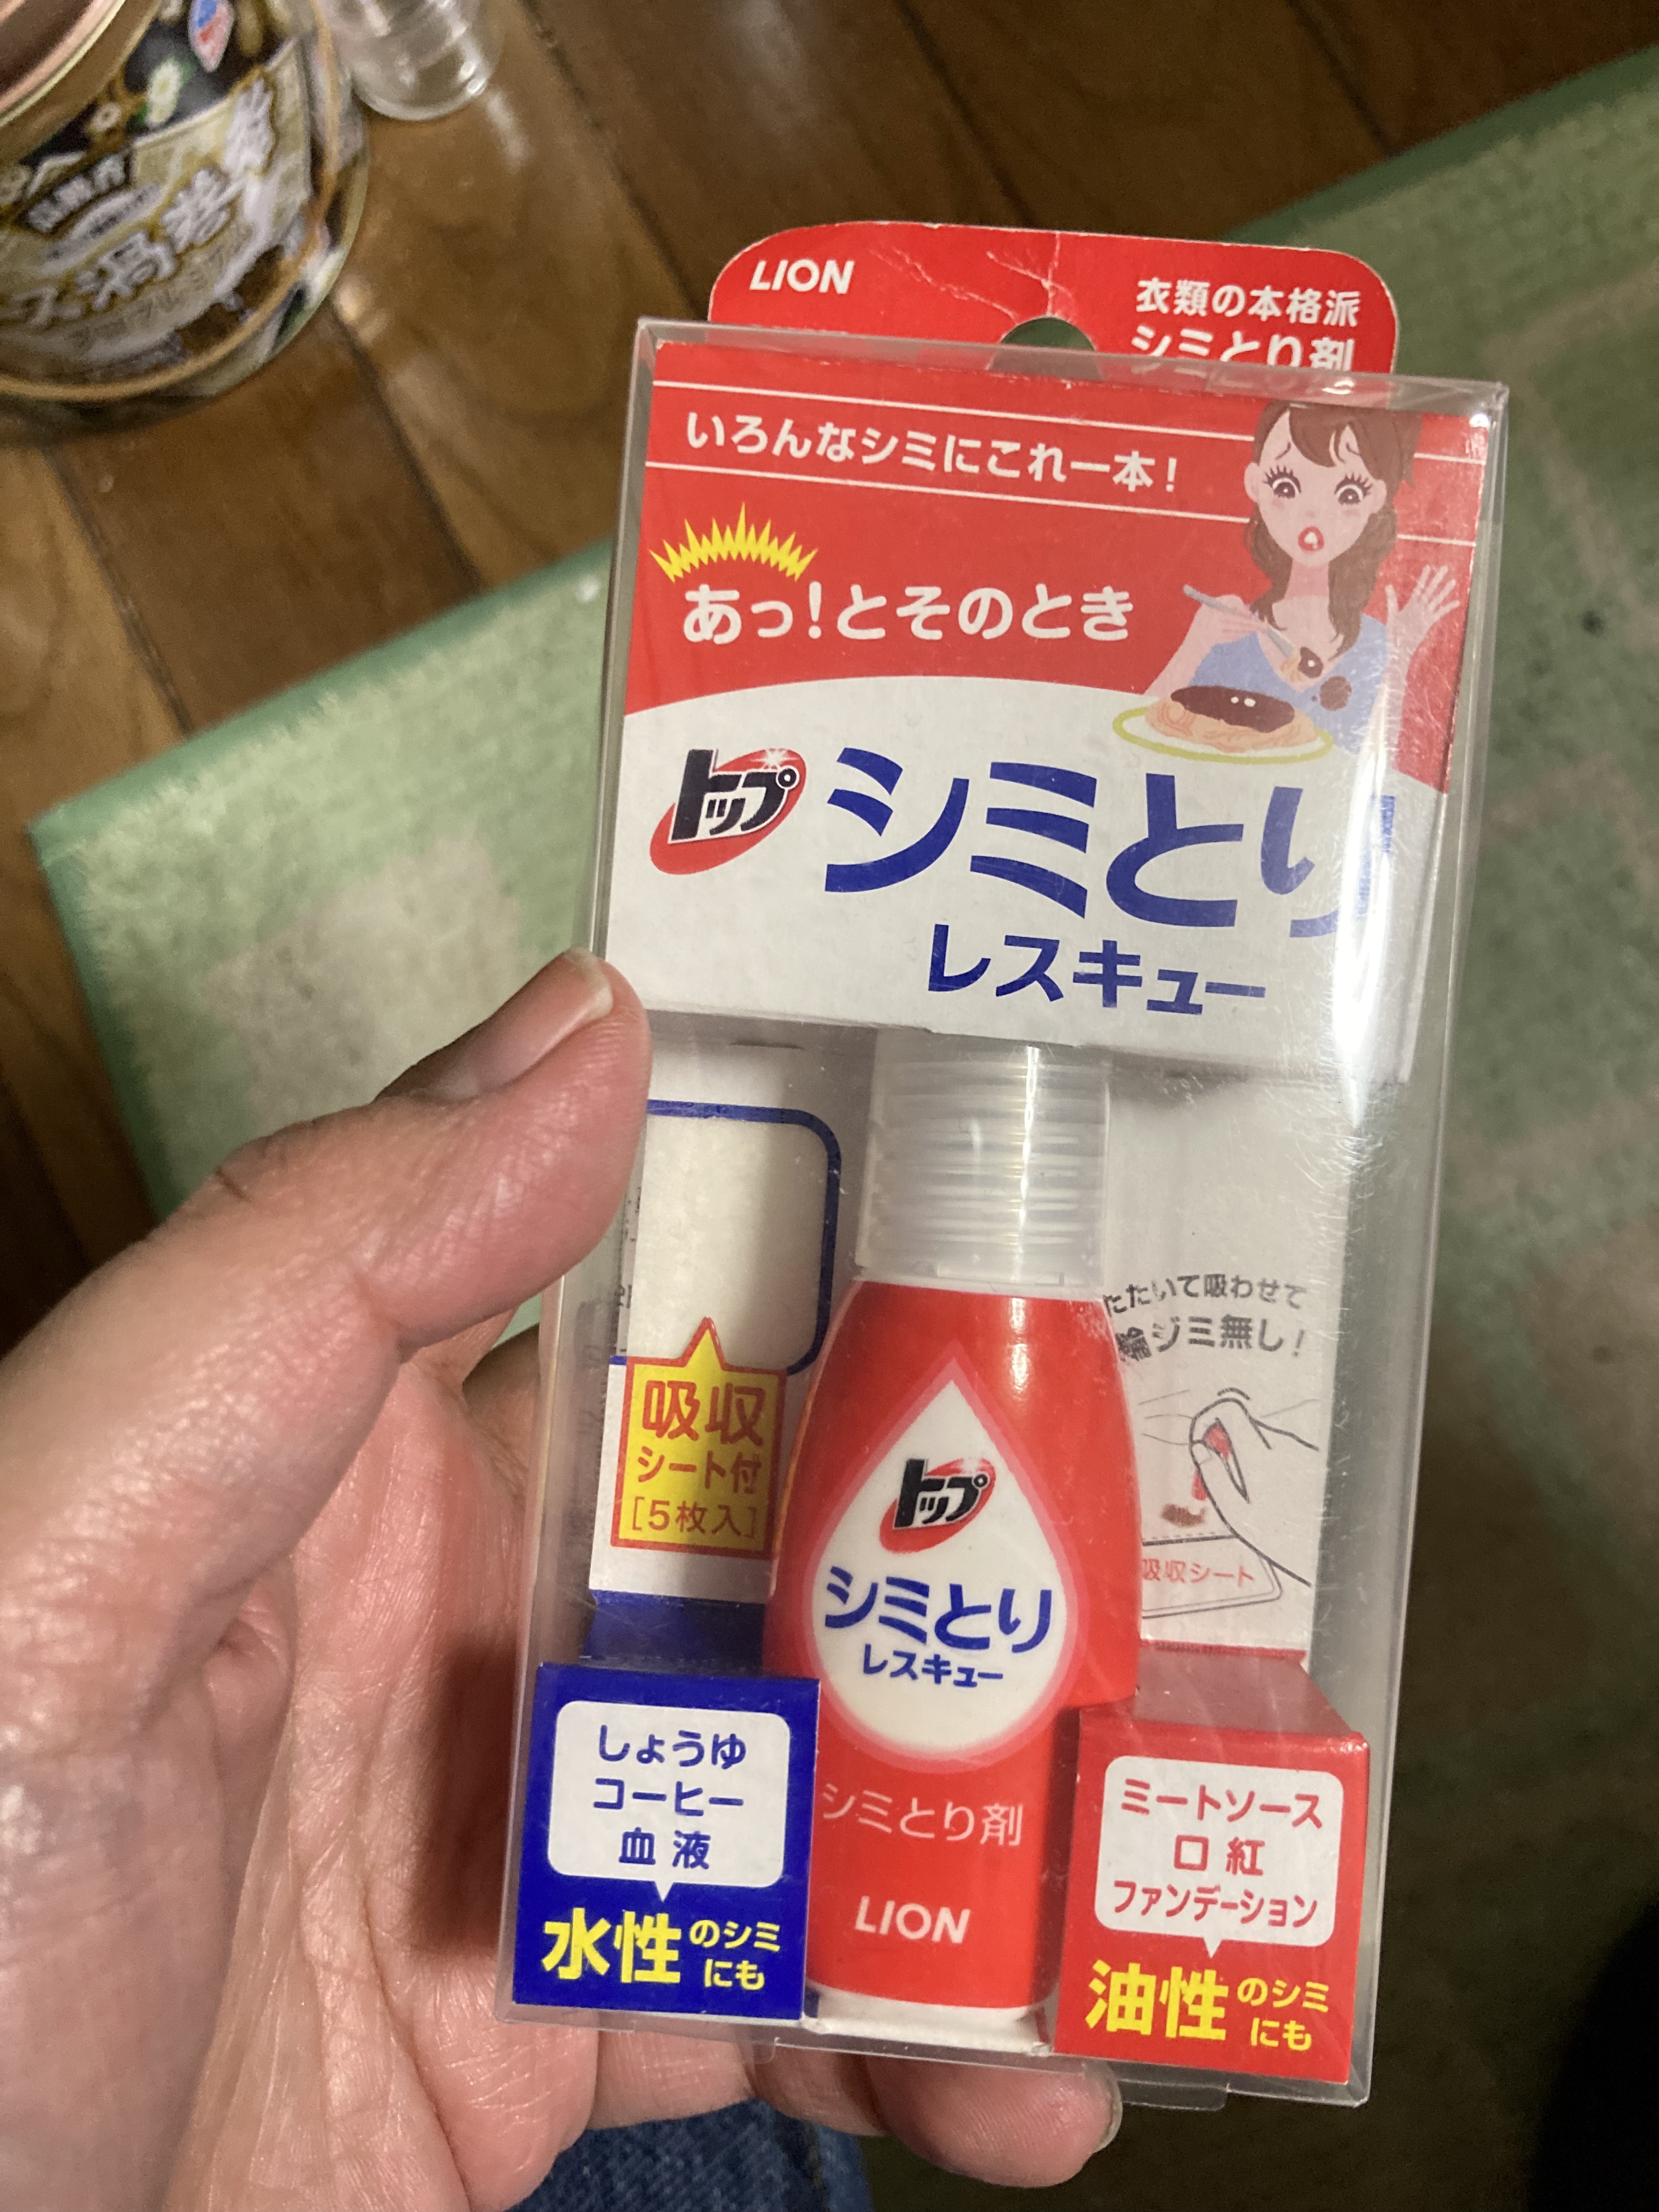 LION
衣類の本格派
シミとり剤
いろんなシミにこれ一本！
あっ！とそのとき
トップ
シミとり
レスキュー
たたいて吸わせて
輪ジミ無し！
吸収
シート付
[5枚入]
吸収シート
トップ
シミとり
レスキュー
シミとり剤
LION
しょうゆ
コーヒー
血液
水性のシミ
にも
ミートソース
口紅
ファンデーション
油性のシミ
にも